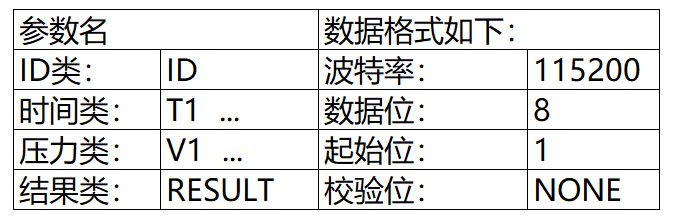 参数名 数据格式如下：
ID类： ID 波特率： 115200
时间类： T1 ... 数据位： 8
压力类： V1 ... 起始位： 1
结果类： RESULT 校验位： NONE